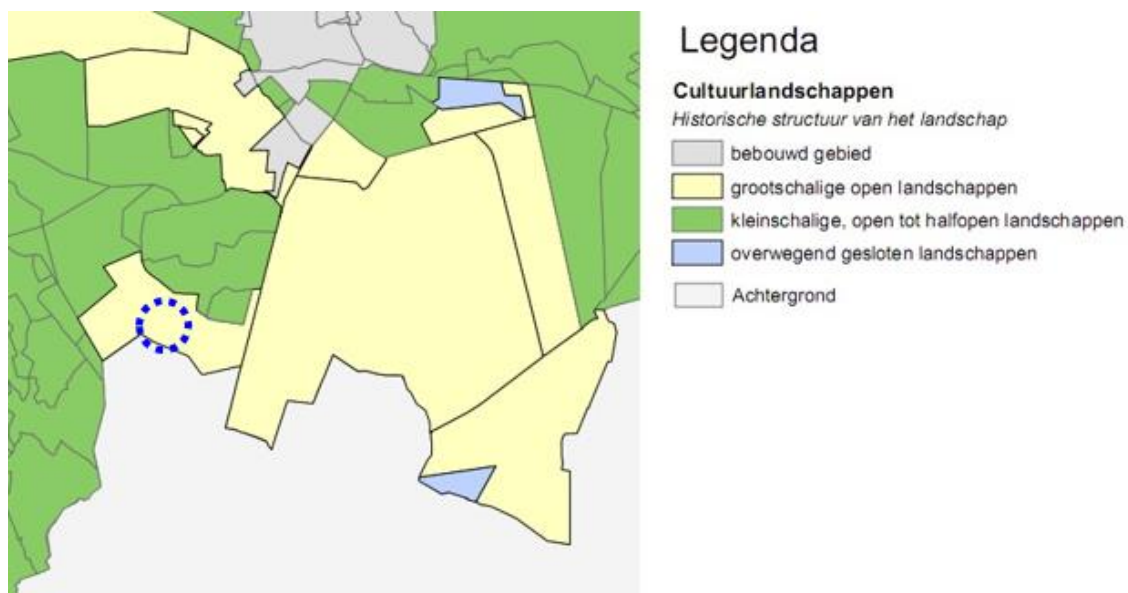 Legenda
Cultuurlandschappen
Historische structuur van het landschap
bebouwd gebied
grootschalige open landschappen
kleinschalige, open tot halfopen landschappen
overwegend gesloten landschappen
Achtergrond